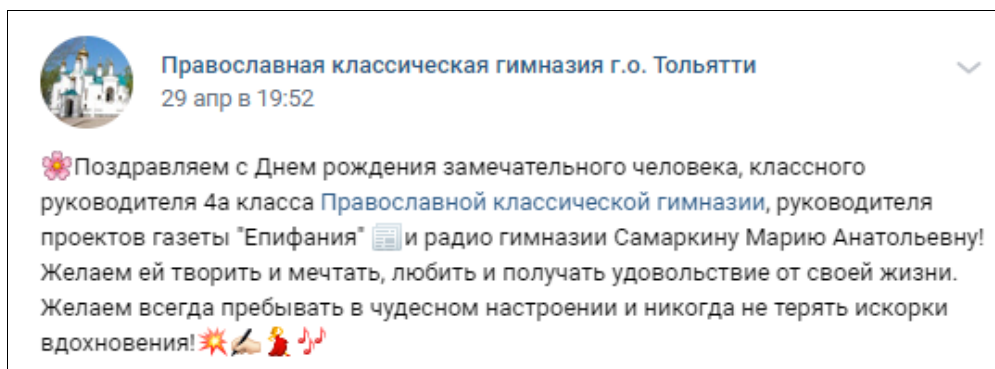 Православная классическая гимназия г.о. Тольятти
29 апр в 19:52
🌸Поздравляем с Днем рождения замечательного человека, классного
руководителя 4а класса Православной классической гимназии, руководителя
проектов газеты "Епифания" 📰и радио гимназии Самаркину Марию Анатольевну!
Желаем ей творить и мечтать, любить и получать удовольствие от своей жизни.
Желаем всегда пребывать в чудесном настроении и никогда не терять искорки
вдохновения!💥✍🏻💃🎶